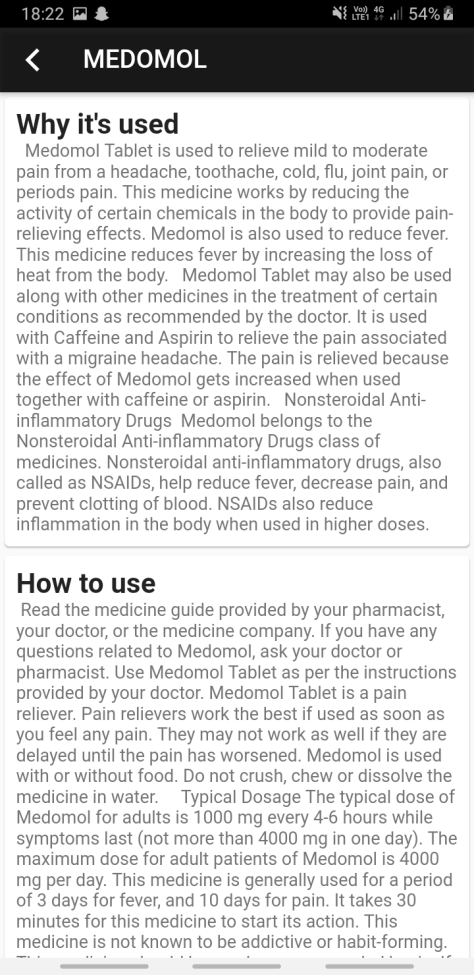 18:22 Vo)) 4G LTE1 54%
MEDOMOL
Why it's used
Medomol Tablet is used to relieve mild to moderate
pain from a headache, toothache, cold, flu, joint pain, or
periods pain. This medicine works by reducing the
activity of certain chemicals in the body to provide pain-
relieving effects. Medomol is also used to reduce fever.
This medicine reduces fever by increasing the loss of
heat from the body. Medomol Tablet may also be used
along with other medicines in the treatment of certain
conditions as recommended by the doctor. It is used
with Caffeine and Aspirin to relieve the pain associated
with a migraine headache. The pain is relieved because
the effect of Medomol gets increased when used
together with caffeine or aspirin. Nonsteroidal Anti-
inflammatory Drugs Medomol belongs to the
Nonsteroidal Anti-inflammatory Drugs class of
medicines. Nonsteroidal anti-inflammatory drugs, also
called as NSAIDs, help reduce fever, decrease pain, and
prevent clotting of blood. NSAIDs also reduce
inflammation in the body when used in higher doses.
How to use
Read the medicine guide provided by your pharmacist,
your doctor, or the medicine company. If you have any
questions related to Medomol, ask your doctor or
pharmacist. Use Medomol Tablet as per the instructions
provided by your doctor. Medomol Tablet is a pain
reliever. Pain relievers work the best if used as soon as
you feel any pain. They may not work as well if they are
delayed until the pain has worsened. Medomol is used
with or without food. Do not crush, chew or dissolve the
medicine in water. Typical Dosage The typical dose of
Medomol for adults is 1000 mg every 4-6 hours while
symptoms last (not more than 4000 mg in one day). The
maximum dose for adult patients of Medomol is 4000
mg per day. This medicine is generally used for a period
of 3 days for fever, and 10 days for pain. It takes 30
minutes for this medicine to start its action. This
medicine is not known to be addictive or habit-forming.